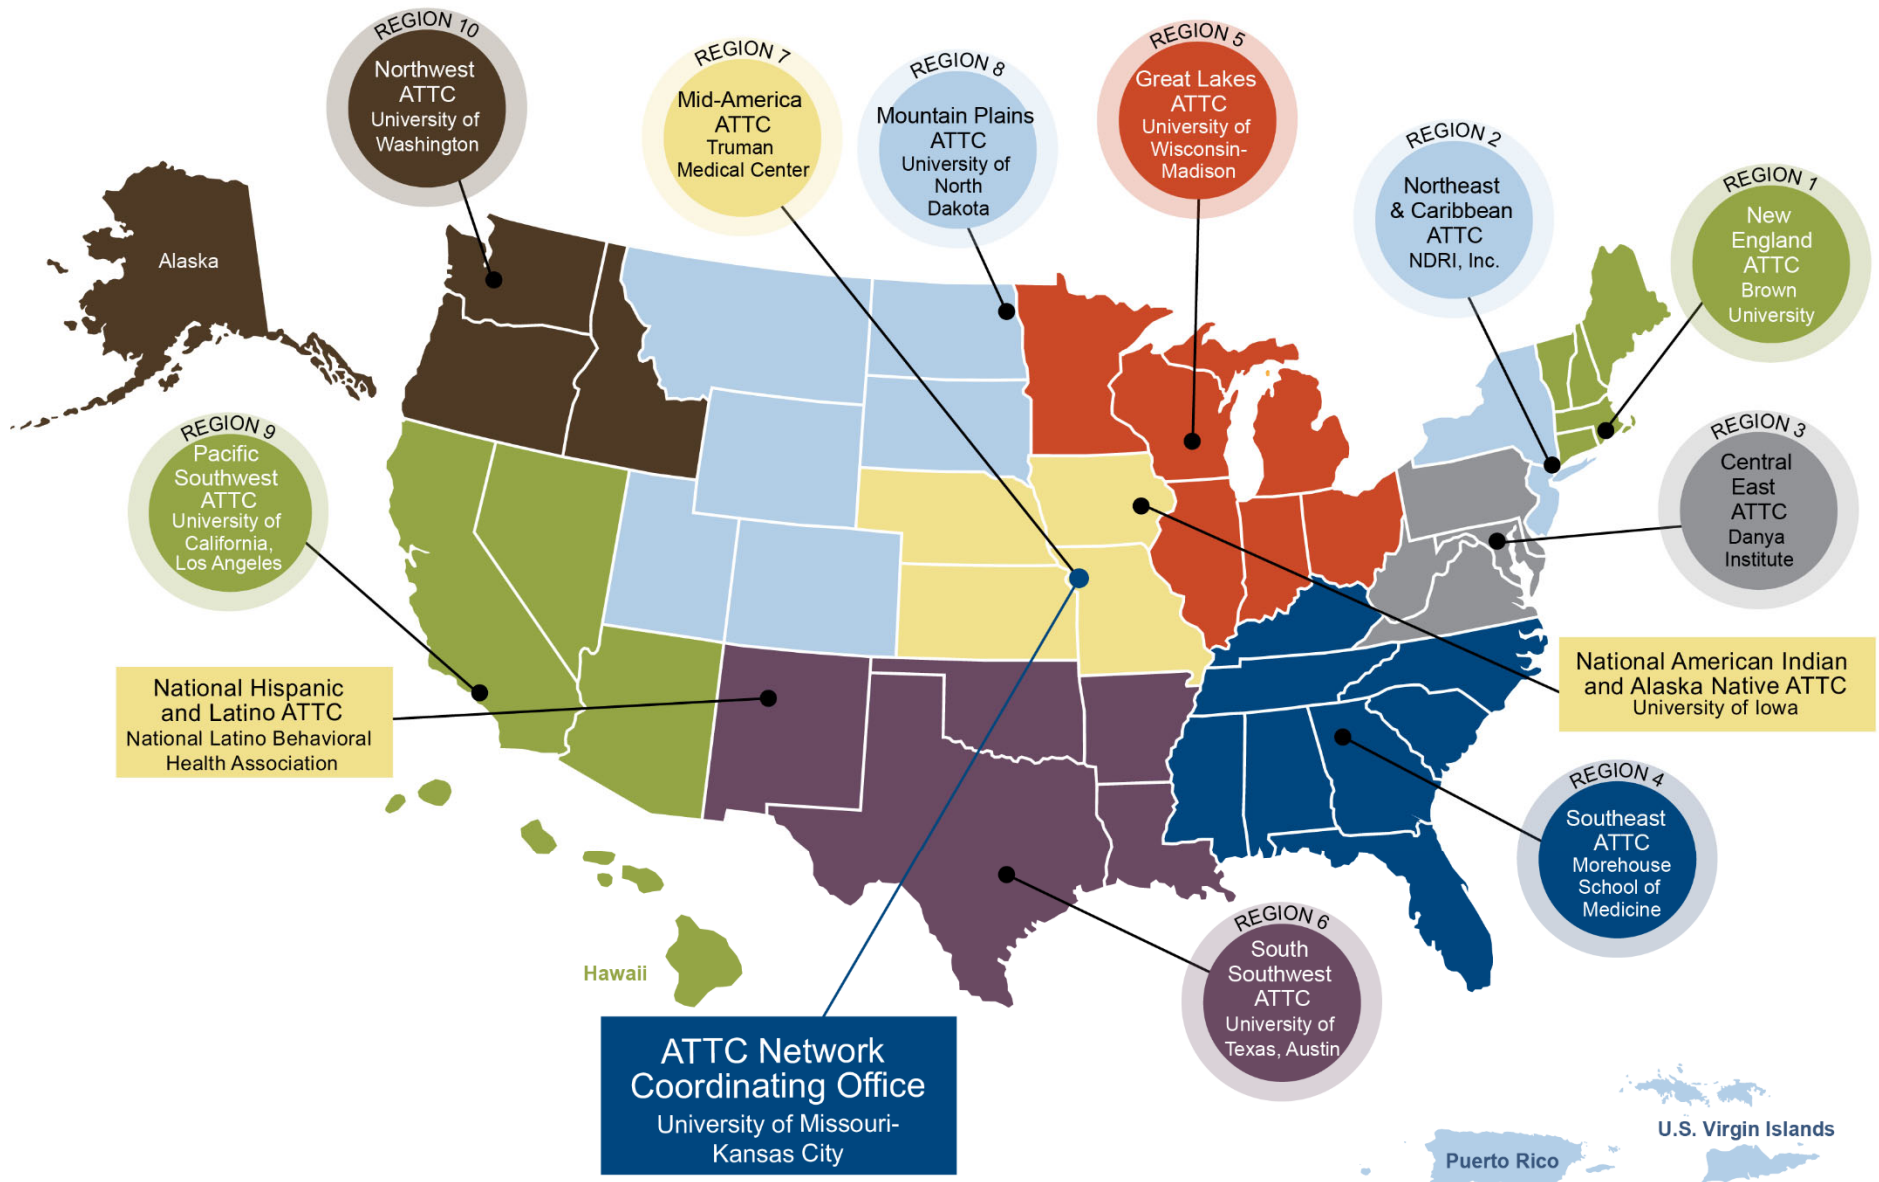 REGION 10
Northwest
ATTC
University of
Washington
REGION 7
Mid-America
ATTC
Truman
Medical Center
REGION 8
Mountain Plains
ATTC
University of
North
Dakota
REGION 5
Great Lakes
ATTC
University of
Wisconsin-
Madison
REGION 2
Northeast
& Caribbean
ATTC
NDRI, Inc.
REGION 1
New
England
ATTC
Brown
University
Alaska
REGION 9
Pacific
Southwest
ATTC
University of
California,
Los Angeles
REGION 3
Central
East
ATTC
Danya
Institute
National Hispanic
and Latino ATTC
National Latino Behavioral
Health Association
National American Indian
and Alaska Native ATTC
University of Iowa
REGION 4
Southeast
ATTC
Morehouse
School of
Medicine
REGION 6
South
Southwest
ATTC
University of
Texas, Austin
Hawaii
ATTC Network
Coordinating Office
University of Missouri-
Kansas City
U.S. Virgin Islands
Puerto Rico